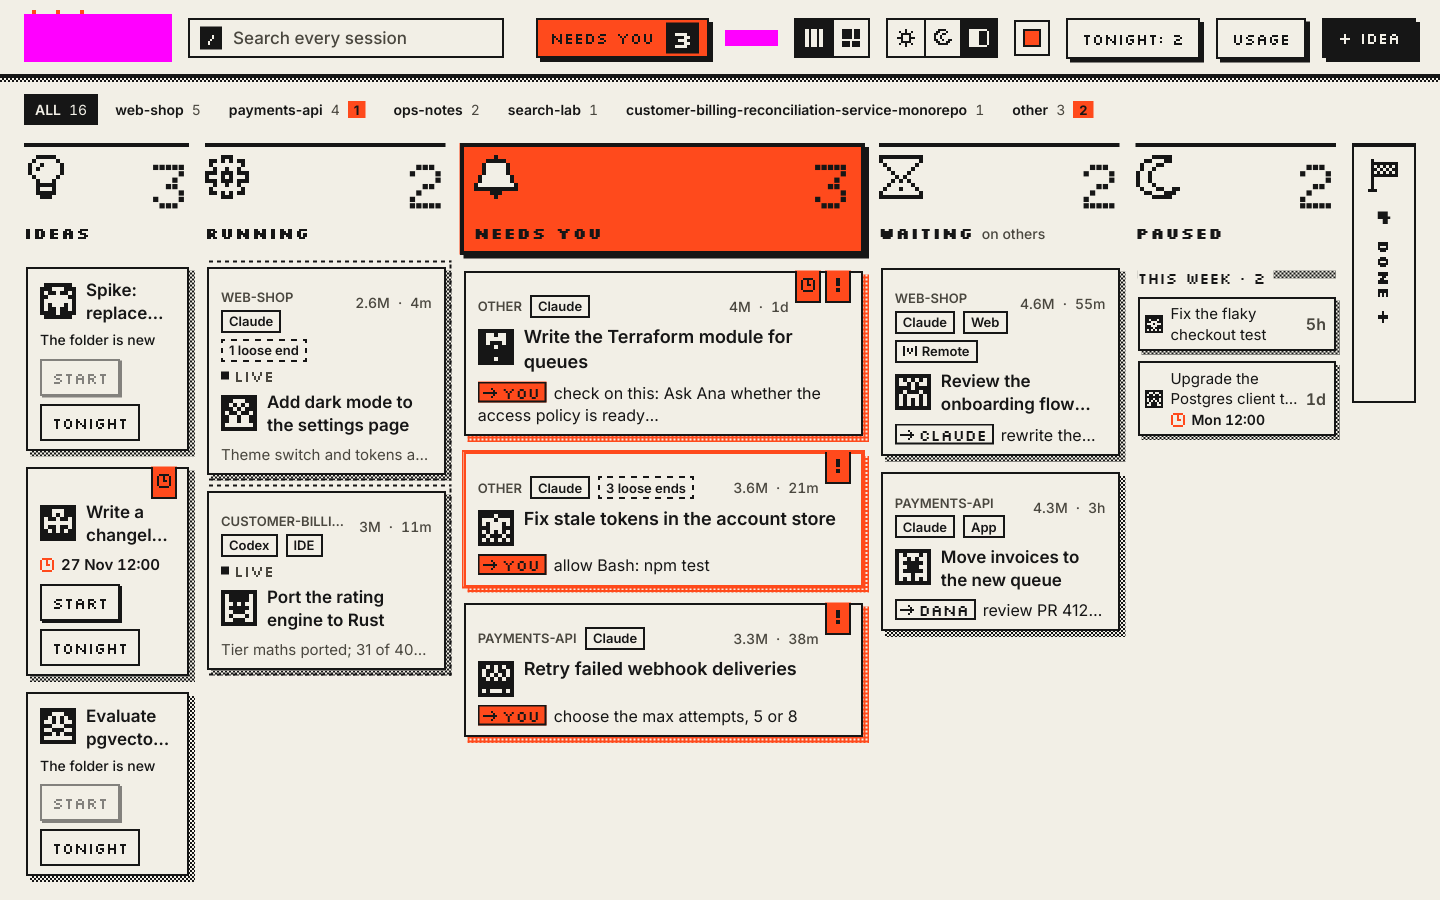 / Search every session
NEEDS YOU 3
TONIGHT: 2
USAGE
+ IDEA
ALL 16
web-shop 5
payments-api 4 1
ops-notes 2
search-lab 1
customer-billing-reconciliation-service-monorepo 1
other 3 2
3
IDEAS
Spike:
replace...
The folder is new
START
TONIGHT
Write a
changel...
27 Nov 12:00
START
TONIGHT
Evaluate
pgvecto...
The folder is new
START
TONIGHT
2
RUNNING
WEB-SHOP
2.6M · 4m
Claude
1 loose end
LIVE
Add dark mode to
the settings page
Theme switch and tokens a...
CUSTOMER-BILLI...
3M · 11m
Codex IDE
LIVE
Port the rating
engine to Rust
Tier maths ported; 31 of 40...
3
NEEDS YOU
!
OTHER Claude 4M · 1d
Write the Terraform module for
queues
→ YOU check on this: Ask Ana whether the
access policy is ready...
!
OTHER Claude 3 loose ends 3.6M · 21m
Fix stale tokens in the account store
→ YOU allow Bash: npm test
!
PAYMENTS-API Claude 3.3M · 38m
Retry failed webhook deliveries
→ YOU choose the max attempts, 5 or 8
2
WAITING on others
WEB-SHOP
4.6M · 55m
Claude Web
Remote
Review the
onboarding flow...
→ CLAUDE rewrite the...
PAYMENTS-API
4.3M · 3h
Claude App
Move invoices to
the new queue
→ DANA review PR 412...
2
PAUSED
THIS WEEK · 2
Fix the flaky
checkout test
5h
Upgrade the
Postgres client t...
1d
Mon 12:00
4 DONE +